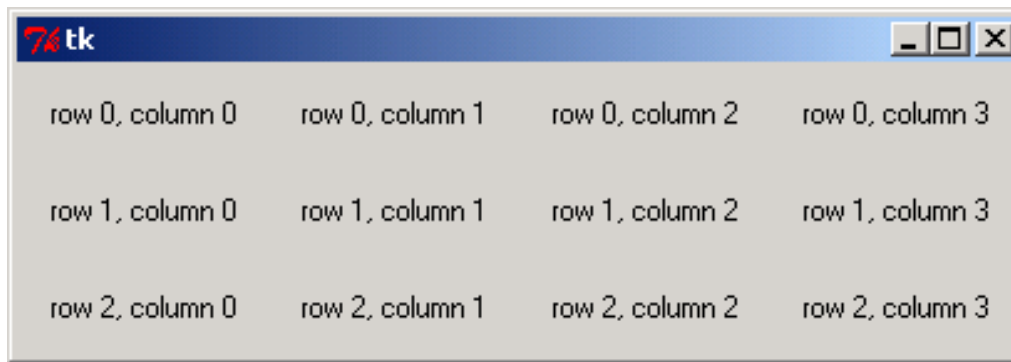 tk
row 0, column 0 row 0, column 1 row 0, column 2 row 0, column 3
row 1, column 0 row 1, column 1 row 1, column 2 row 1, column 3
row 2, column 0 row 2, column 1 row 2, column 2 row 2, column 3